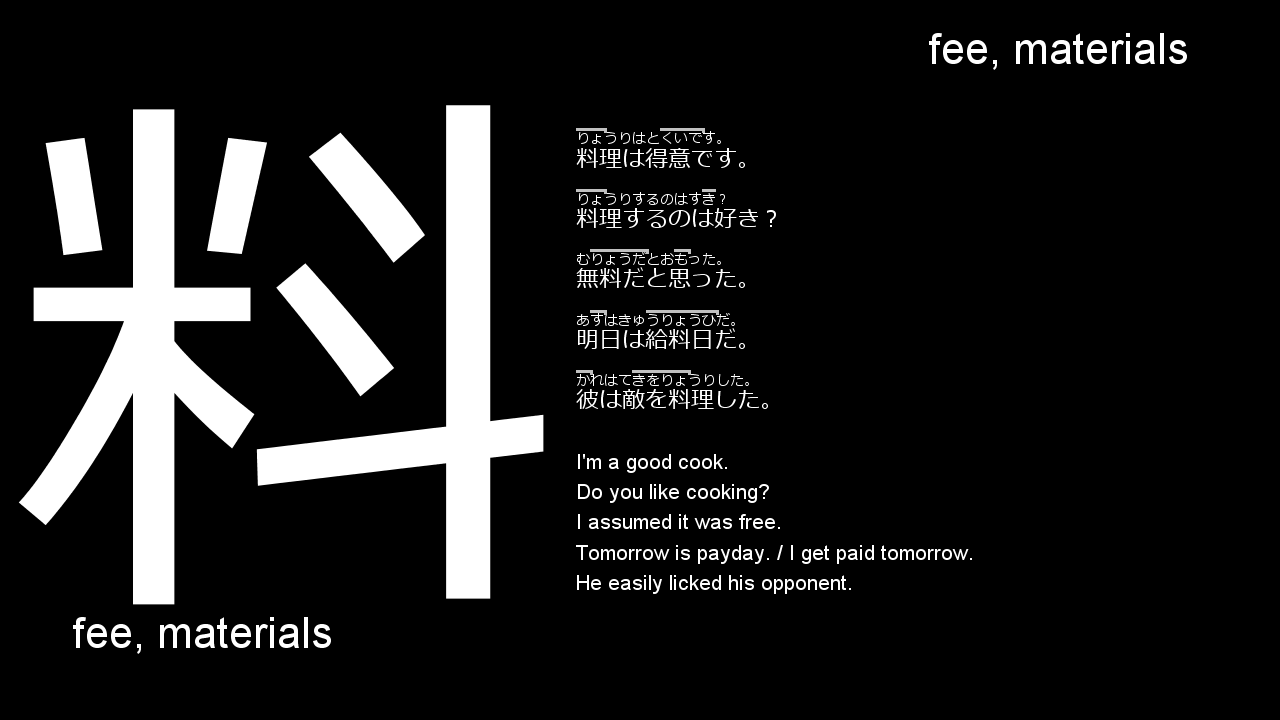 fee, materials
料
りょうりはとくいです。
料理は得意です。
りょうりするのはすき？
料理するのは好き？
むりょうだとおもった。
無料だと思った。
あすはきゅうりょうひだ。
明日は給料日だ。
かれはてきをりょうりした。
彼は敵を料理した。
I'm a good cook.
Do you like cooking?
I assumed it was free.
Tomorrow is payday. / I get paid tomorrow.
He easily licked his opponent.
fee, materials